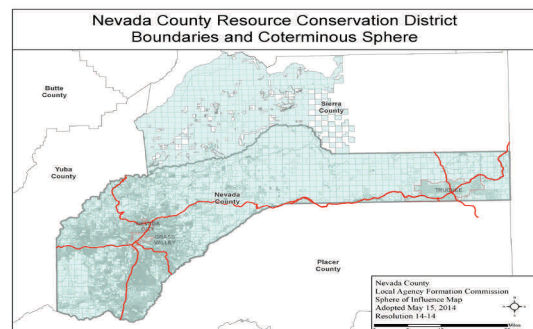 Nevada County Resource Conservation District
Boundaries and Coterminous Sphere
Butte
County
Sierra
County
Yuba
County
Nevada
County
TRUCKEE
NEVADA
CITY
GRASS
VALLEY
Placer
County
Nevada County
Local Agency Formation Commission
Sphere of Influence Map
Adopted May 15, 2014
Resolution 14-14
Miles